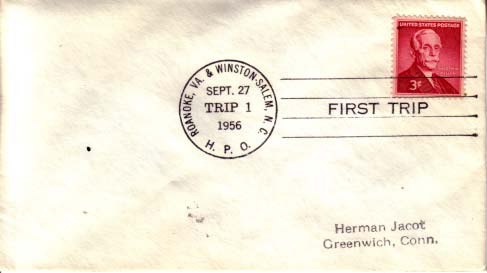 UNITED STATES POSTAGE
3¢
ROANOKE, VA. & WINSTON-SALEM, N. C.
SEPT. 27
TRIP 1
1956
H. P. O.
FIRST TRIP
Herman Jacot
Greenwich, Conn.